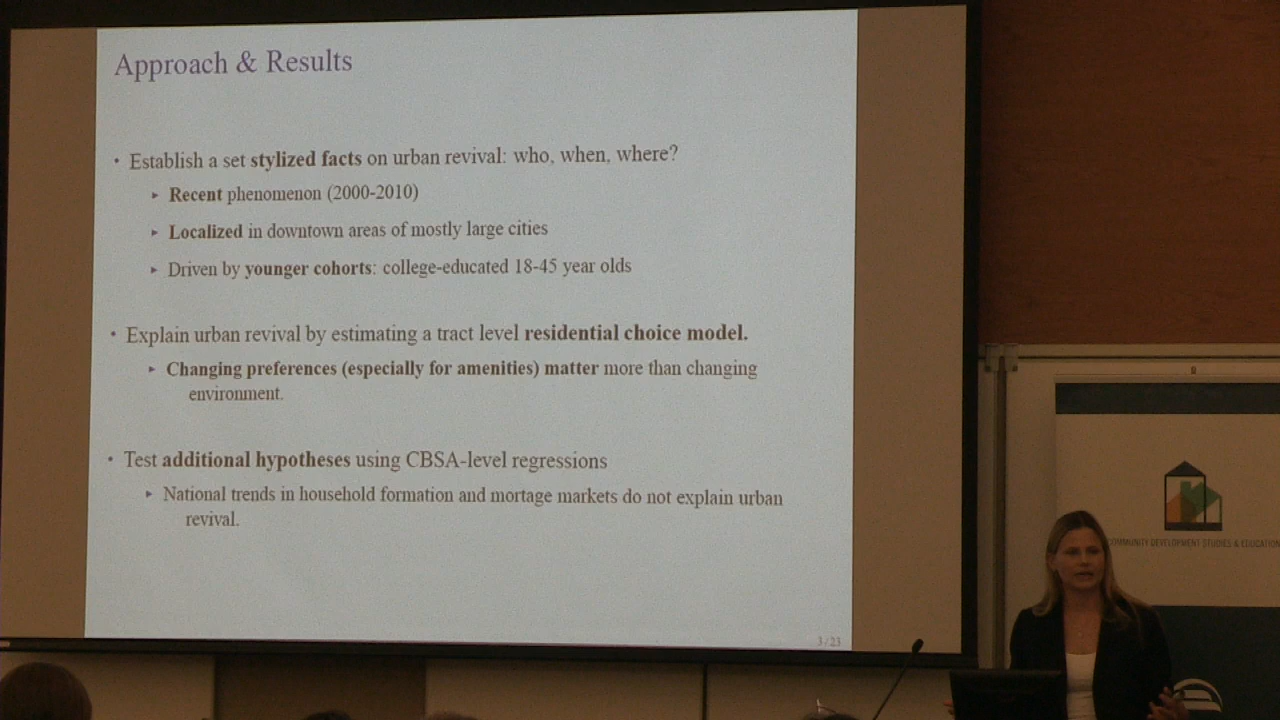 Approach & Results
• Establish a set stylized facts on urban revival: who, when, where?
▸ Recent phenomenon (2000-2010)
▸ Localized in downtown areas of mostly large cities
▸ Driven by younger cohorts: college-educated 18-45 year olds
• Explain urban revival by estimating a tract level residential choice model.
▸ Changing preferences (especially for amenities) matter more than changing
environment.
• Test additional hypotheses using CBSA-level regressions
▸ National trends in household formation and mortage markets do not explain urban
revival.
3/23
COMMUNITY DEVELOPMENT STUDIES & EDUCATION